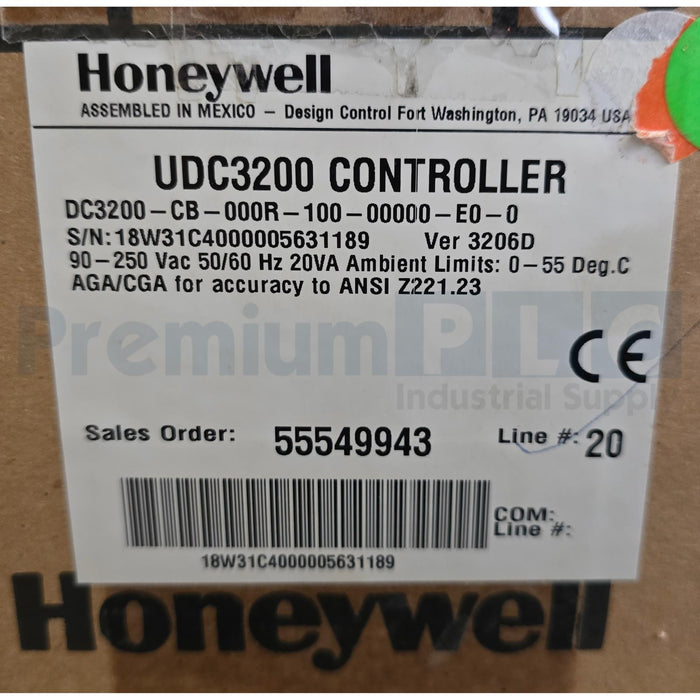 Honeywell
ASSEMBLED IN MEXICO – Design Control Fort Washington, PA 19034 USA
UDC3200 CONTROLLER
DC3200-CB-000R-100-00000-E0-0
S/N:18W31C4000005631189 Ver 3206D
90-250 Vac 50/60 Hz 20VA Ambient Limits: 0-55 Deg.C
AGA/CGA for accuracy to ANSI Z221.23
PremiumPLC
CE
Industrial Supply
Sales Order: 55549943 Line #: 20
COM:
Line #:
18W31C4000005631189
Honeywell